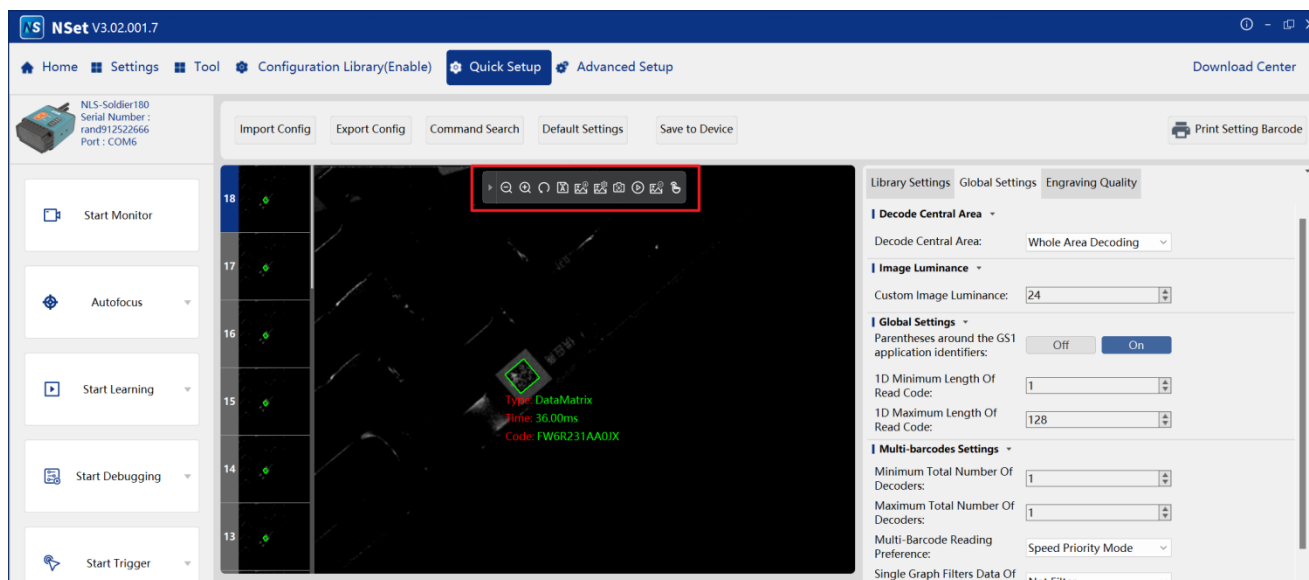 NS NSet V3.02.001.7
Home Settings Tool Configuration Library(Enable) Quick Setup Advanced Setup Download Center
NLS-Soldier180
Serial Number :
rand912522666
Port : COM6
Import Config Export Config Command Search Default Settings Save to Device Print Setting Barcode
Start Monitor
Autofocus
Start Learning
Start Debugging
Start Trigger
18
17
16
15
14
13
供应商
Type: DataMatrix
Time: 36.00ms
Code: FW6R231AA0JX
Library Settings Global Settings Engraving Quality
Decode Central Area
Decode Central Area: Whole Area Decoding
Image Luminance
Custom Image Luminance: 24
Global Settings
Parentheses around the GS1
application identifiers: Off On
1D Minimum Length Of
Read Code: 1
1D Maximum Length Of
Read Code: 128
Multi-barcodes Settings
Minimum Total Number Of
Decoders: 1
Maximum Total Number Of
Decoders: 1
Multi-Barcode Reading
Preference: Speed Priority Mode
Single Graph Filters Data Of
Not Filter